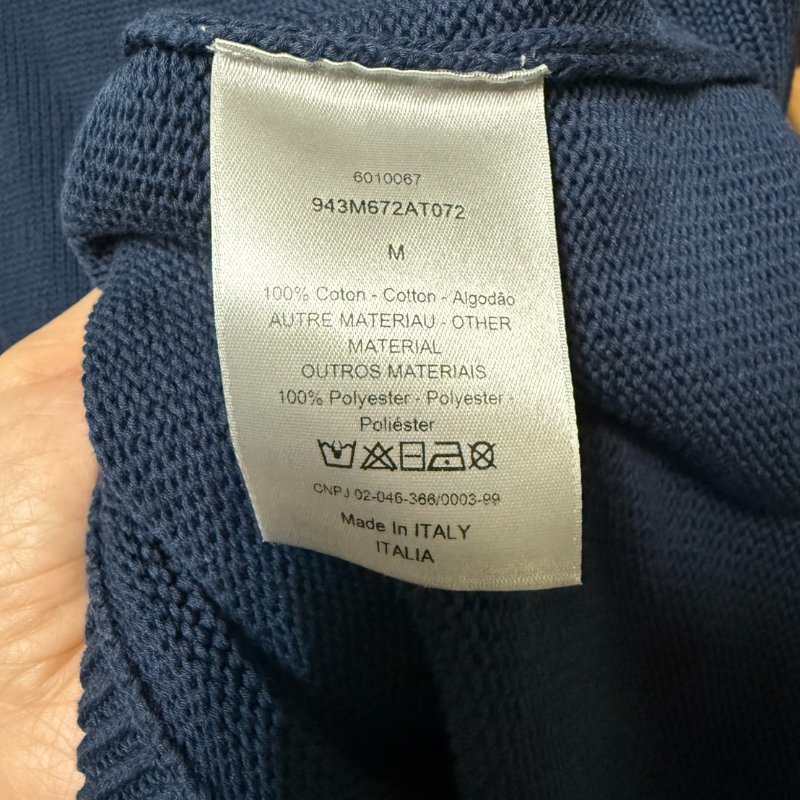 6010067
943M672AT072
M
100% Coton - Cotton - Algodão
AUTRE MATERIAU - OTHER
MATERIAL
OUTROS MATERIAIS
100% Polyester - Polyester -
Poliéster
CNPJ 02-046-366/0003-99
Made In ITALY
ITALIA